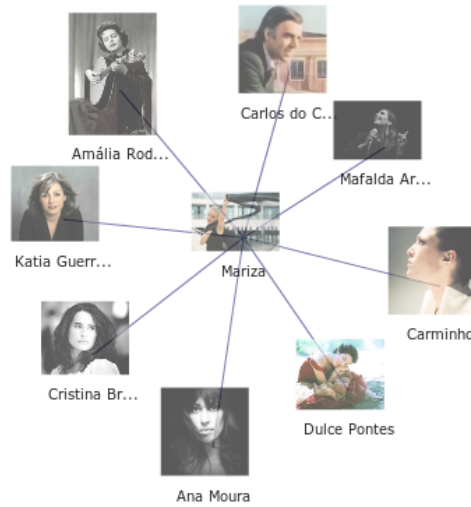 Carlos do C...
Amália Rod...
Mafalda Ar...
Katia Guerr...
Mariza
Carminho
Cristina Br...
Dulce Pontes
Ana Moura